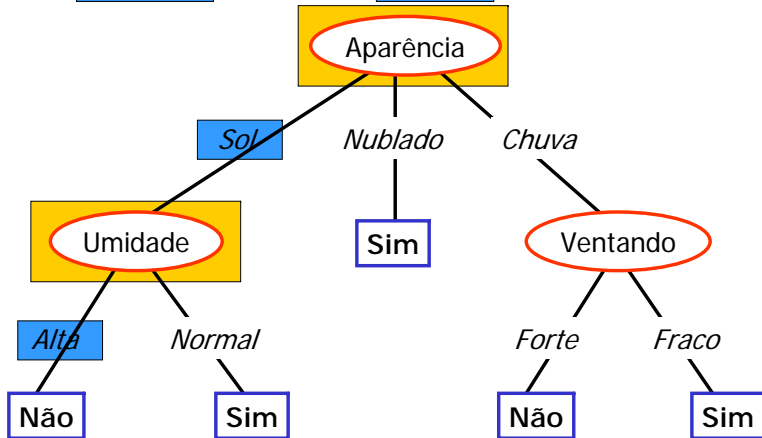 Aparência
Sol Nublado Chuva
Umidade Sim Ventando
Alta Normal Forte Fraco
Não Sim Não Sim